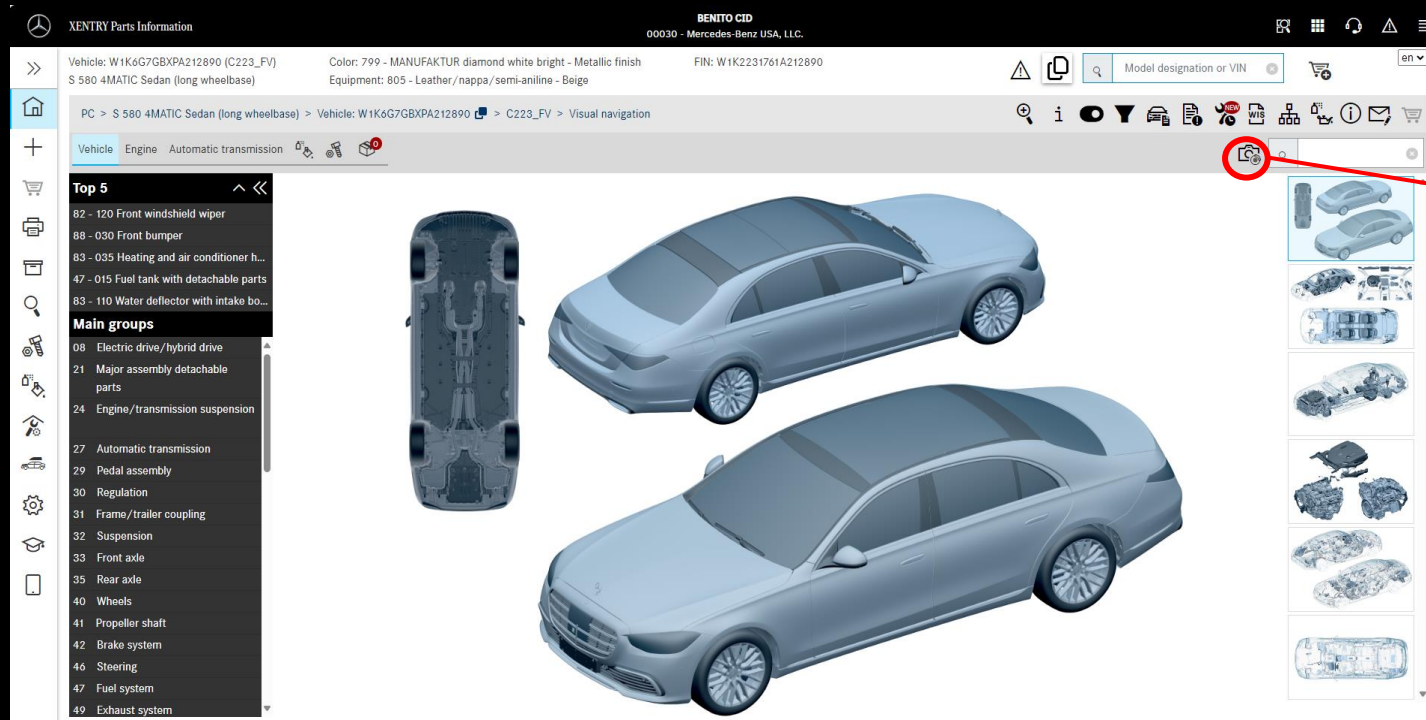 XENTRY Parts Information
BENITO CID
00030 - Mercedes-Benz USA, LLC.
Vehicle: W1K6G7GBXPA212890 (C223_FV)
S 580 4MATIC Sedan (long wheelbase)
Color: 799 - MANUFAKTUR diamond white bright - Metallic finish
Equipment: 805 - Leather/nappa/semi-aniline - Beige
FIN: W1K2231761A212890
Model designation or VIN
en
PC > S 580 4MATIC Sedan (long wheelbase) > Vehicle: W1K6G7GBXPA212890 > C223_FV > Visual navigation
NEW
WIS
Vehicle
Engine
Automatic transmission
0
Top 5
82 - 120 Front windshield wiper
88 - 030 Front bumper
83 - 035 Heating and air conditioner h...
47 - 015 Fuel tank with detachable parts
83 - 110 Water deflector with intake bo...
Main groups
08 Electric drive/hybrid drive
21 Major assembly detachable
parts
24 Engine/transmission suspension
27 Automatic transmission
29 Pedal assembly
30 Regulation
31 Frame/trailer coupling
32 Suspension
33 Front axle
35 Rear axle
40 Wheels
41 Propeller shaft
42 Brake system
46 Steering
47 Fuel system
49 Exhaust system